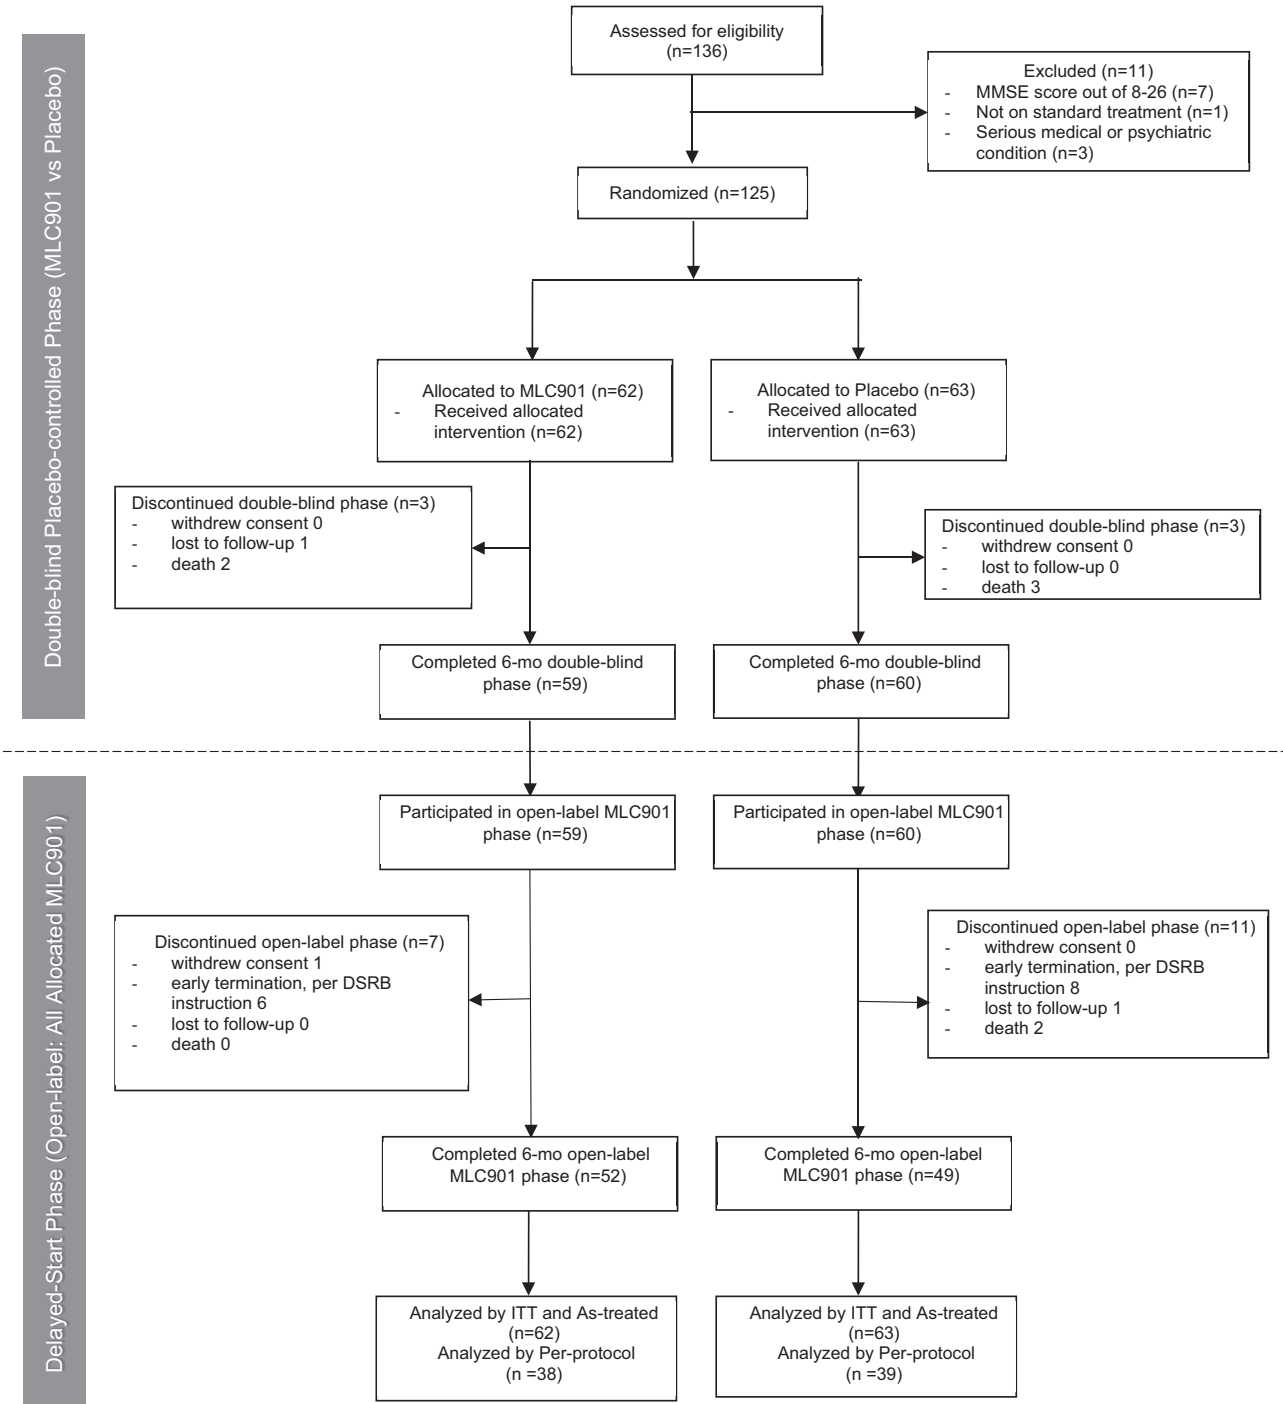 Double-blind Placebo-controlled Phase (MLC901 vs Placebo)
Assessed for eligibility
(n=136)
Excluded (n=11)
- MMSE score out of 8-26 (n=7)
- Not on standard treatment (n=1)
- Serious medical or psychiatric
condition (n=3)
Randomized (n=125)
Allocated to MLC901 (n=62)
- Received allocated
intervention (n=62)
Allocated to Placebo (n=63)
- Received allocated
intervention (n=63)
Discontinued double-blind phase (n=3)
- withdrew consent 0
- lost to follow-up 1
- death 2
Discontinued double-blind phase (n=3)
- withdrew consent 0
- lost to follow-up 0
- death 3
Completed 6-mo double-blind
phase (n=59)
Completed 6-mo double-blind
phase (n=60)
Delayed-Start Phase (Open-label: All Allocated MLC901)
Participated in open-label MLC901
phase (n=59)
Participated in open-label MLC901
phase (n=60)
Discontinued open-label phase (n=7)
- withdrew consent 1
- early termination, per DSRB
instruction 6
- lost to follow-up 0
- death 0
Discontinued open-label phase (n=11)
- withdrew consent 0
- early termination, per DSRB
instruction 8
- lost to follow-up 1
- death 2
Completed 6-mo open-label
MLC901 phase (n=52)
Completed 6-mo open-label
MLC901 phase (n=49)
Analyzed by ITT and As-treated
(n=62)
Analyzed by Per-protocol
(n =38)
Analyzed by ITT and As-treated
(n=63)
Analyzed by Per-protocol
(n =39)